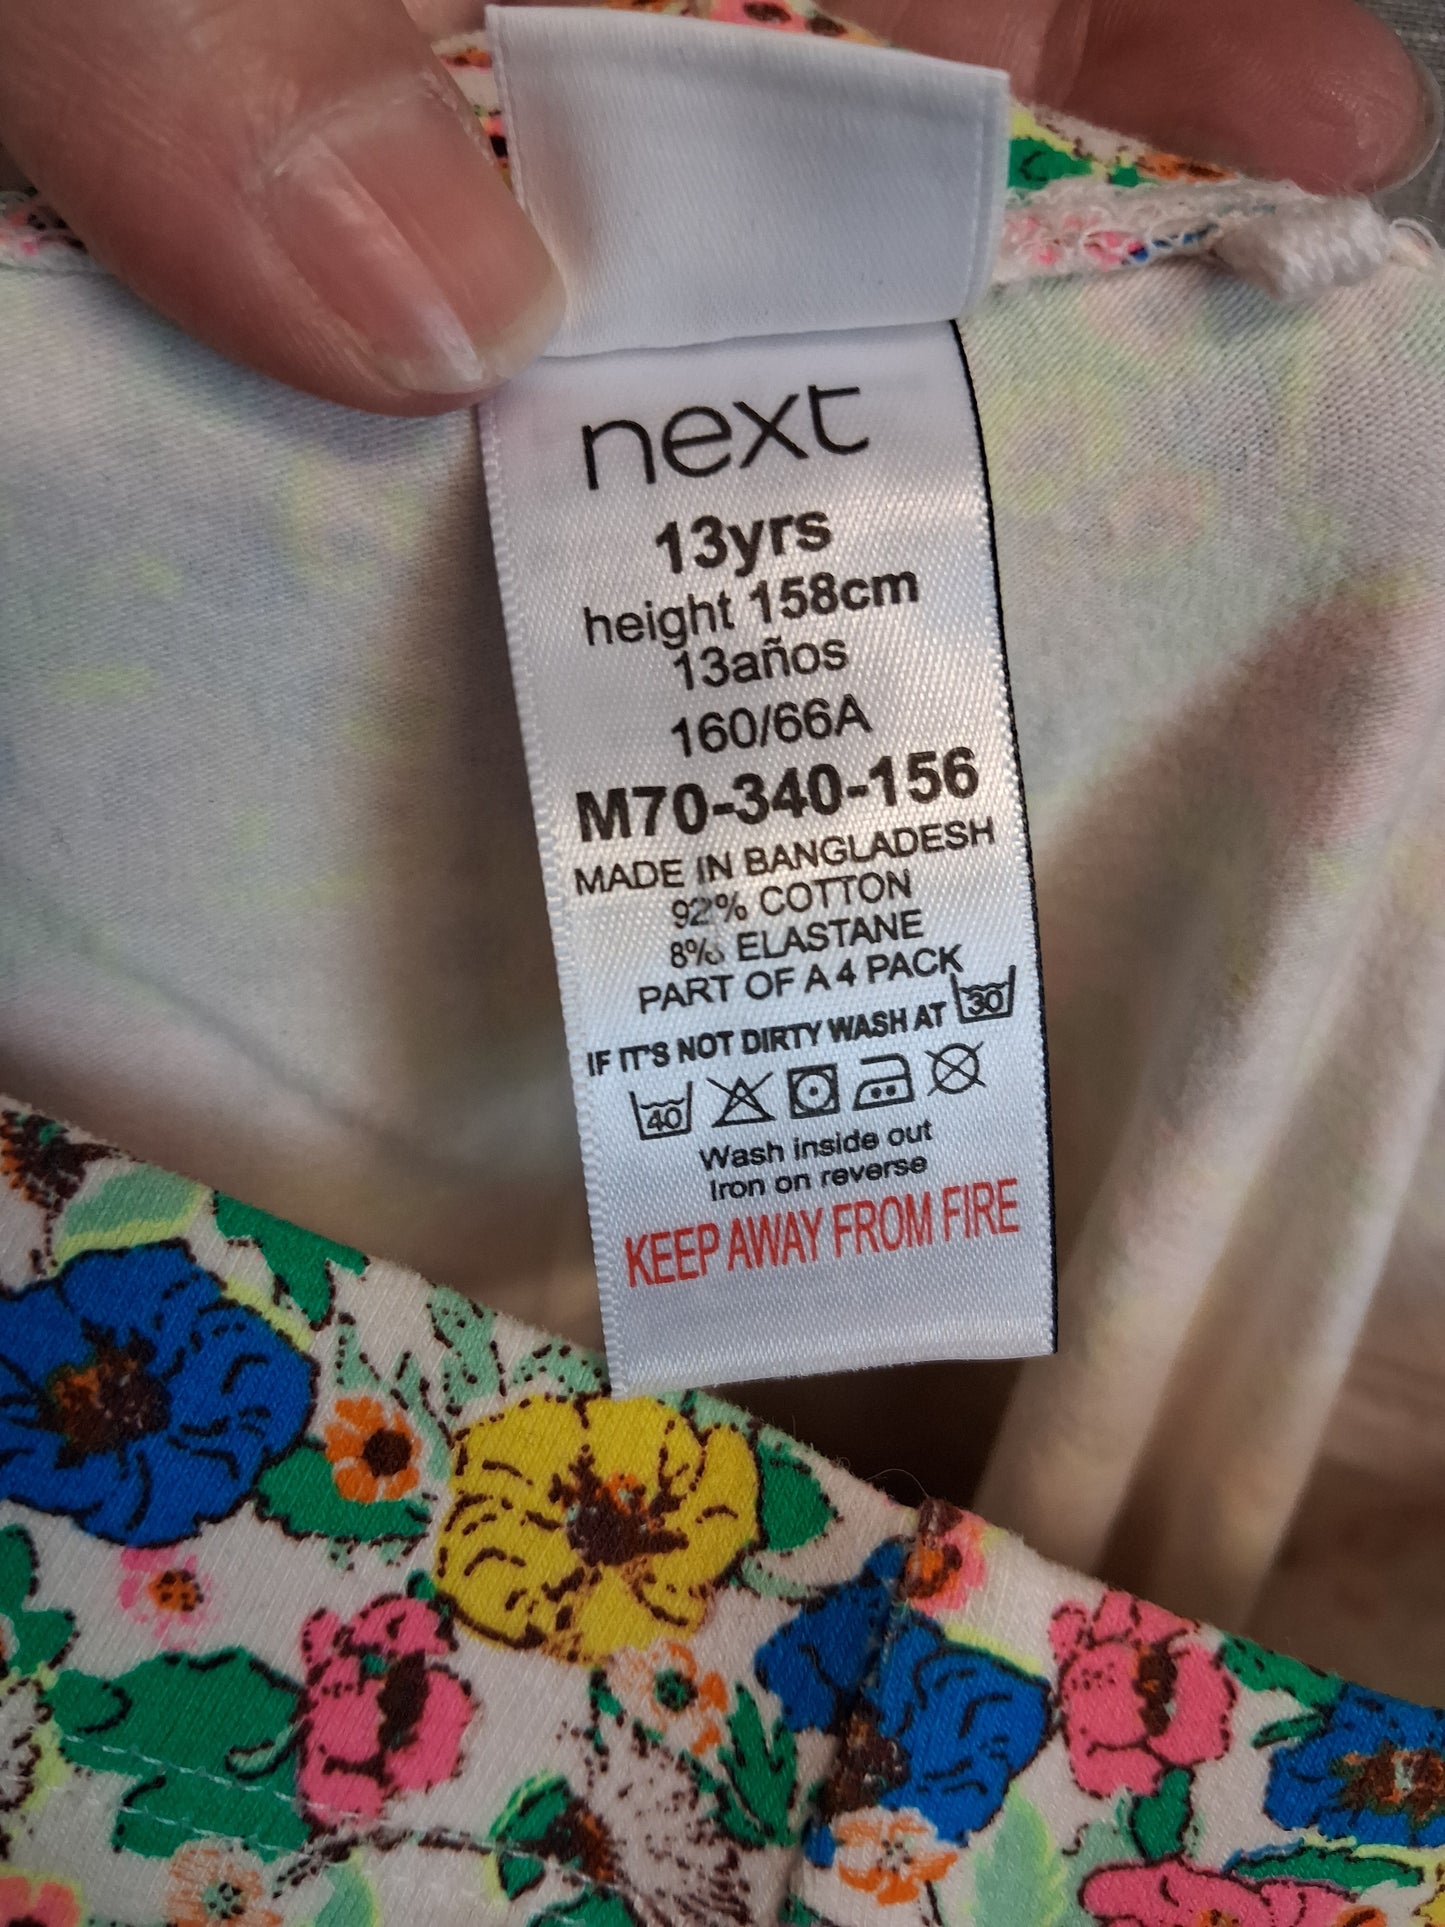 next
13yrs
height 158cm
13años
160/66A
M70-340-156
MADE IN BANGLADESH
92% COTTON
8% ELASTANE
PART OF A 4 PACK
IF IT'S NOT DIRTY WASH AT 30
40
Wash inside out
Iron on reverse
KEEP AWAY FROM FIRE